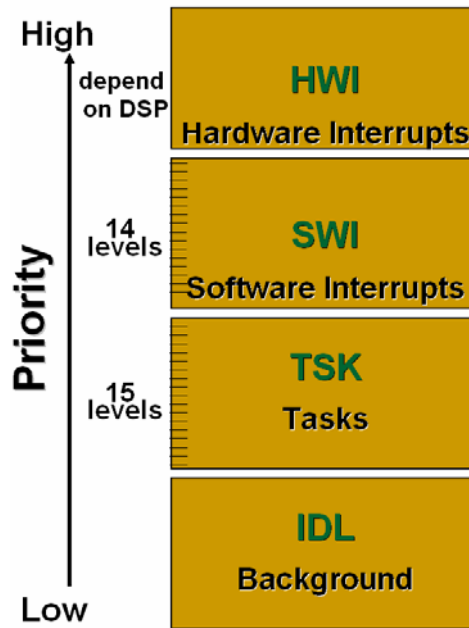 High
depend
on DSP
HWI
Hardware Interrupts
14
levels
SWI
Software Interrupts
Priority
15
levels
TSK
Tasks
IDL
Background
Low